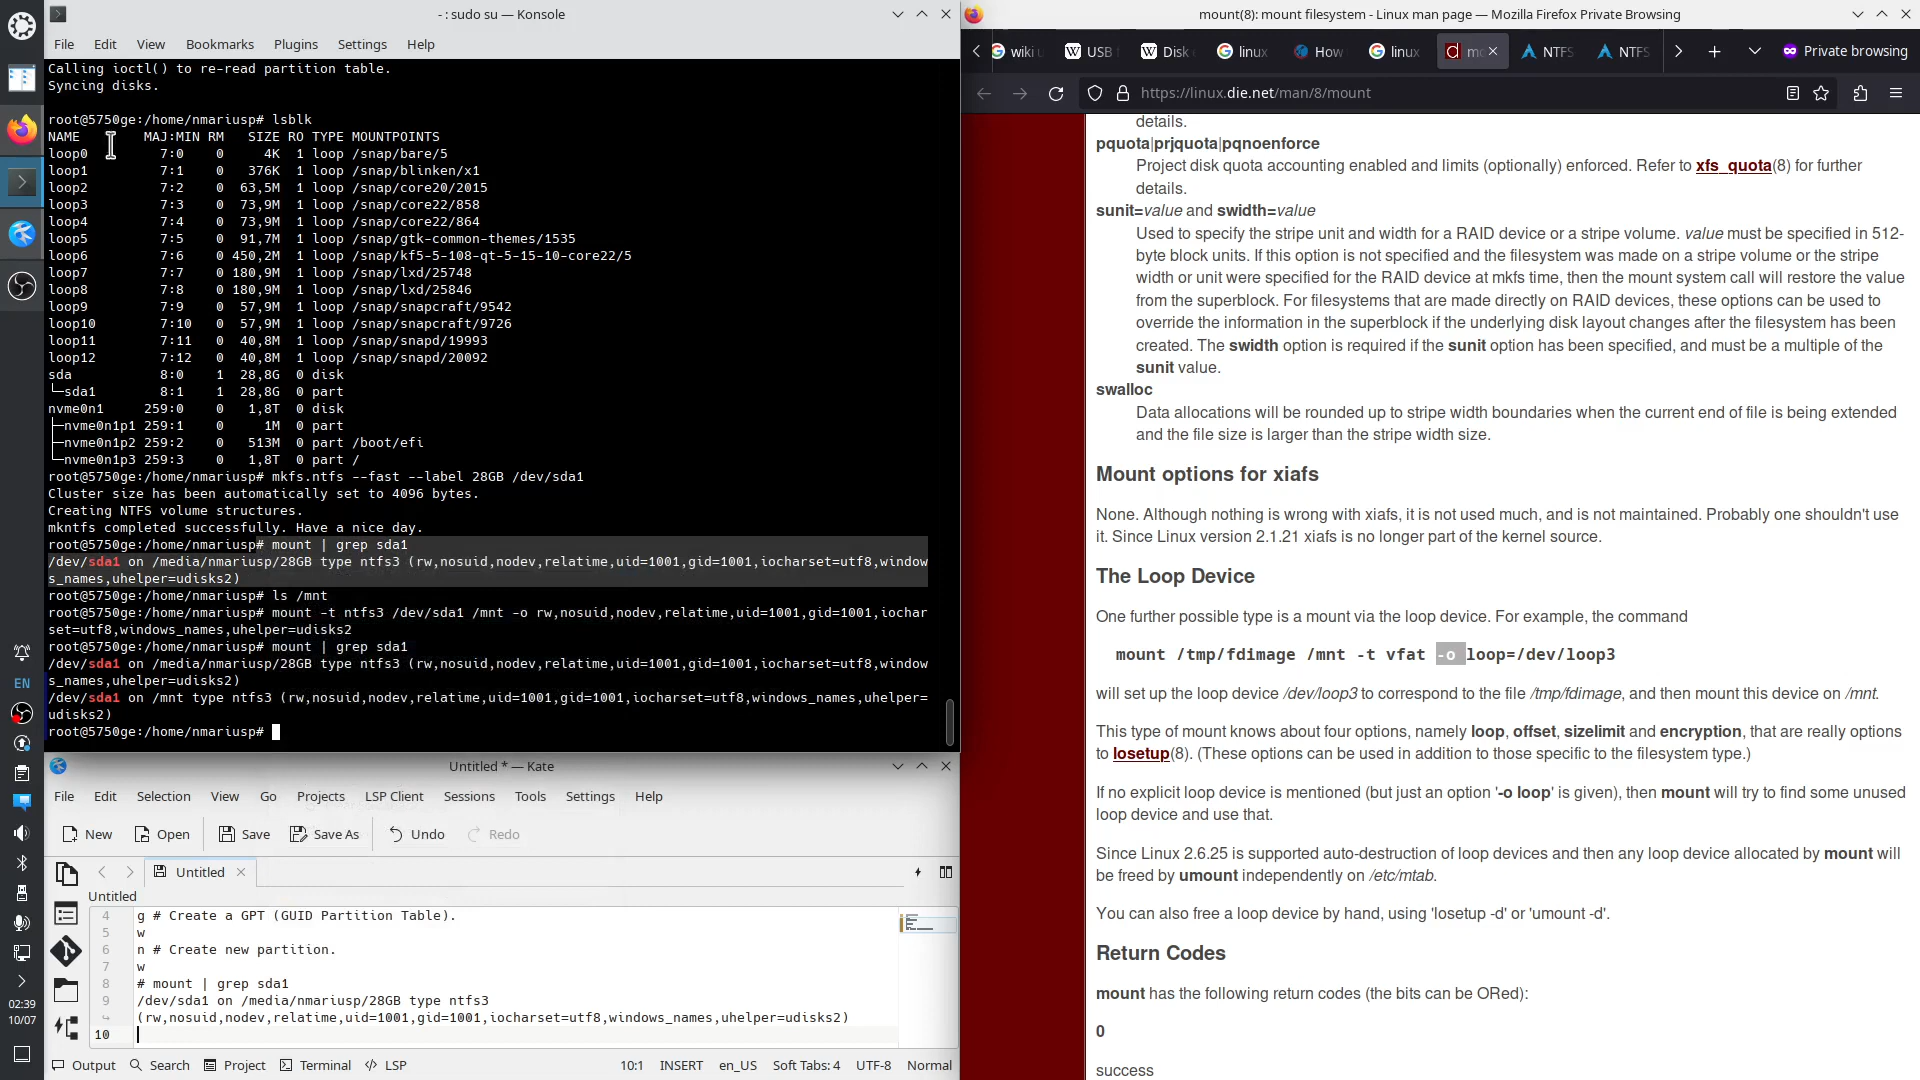 - : sudo su — Konsole
File Edit View Bookmarks Plugins Settings Help
Calling ioctl() to re-read partition table.
Syncing disks.
root@5750ge:/home/nmariusp# lsblk
NAME MAJ:MIN RM SIZE RO TYPE MOUNTPOINTS
loop0 7:0 0 4K 1 loop /snap/bare/5
loop1 7:1 0 376K 1 loop /snap/blinken/x1
loop2 7:2 0 63,5M 1 loop /snap/core20/2015
loop3 7:3 0 73,9M 1 loop /snap/core22/858
loop4 7:4 0 73,9M 1 loop /snap/core22/864
loop5 7:5 0 91,7M 1 loop /snap/gtk-common-themes/1535
loop6 7:6 0 450,2M 1 loop /snap/kf5-5-108-qt-5-15-10-core22/5
loop7 7:7 0 180,9M 1 loop /snap/lxd/25748
loop8 7:8 0 180,9M 1 loop /snap/lxd/25846
loop9 7:9 0 57,9M 1 loop /snap/snapcraft/9542
loop10 7:10 0 57,9M 1 loop /snap/snapcraft/9726
loop11 7:11 0 40,8M 1 loop /snap/snapd/19993
loop12 7:12 0 40,8M 1 loop /snap/snapd/20092
sda 8:0 1 28,8G 0 disk
└─sda1 8:1 1 28,8G 0 part
nvme0n1 259:0 0 1,8T 0 disk
├─nvme0n1p1 259:1 0 1M 0 part
├─nvme0n1p2 259:2 0 513M 0 part /boot/efi
└─nvme0n1p3 259:3 0 1,8T 0 part /
root@5750ge:/home/nmariusp# mkfs.ntfs --fast --label 28GB /dev/sda1
Cluster size has been automatically set to 4096 bytes.
Creating NTFS volume structures.
mkntfs completed successfully. Have a nice day.
root@5750ge:/home/nmariusp# mount | grep sda1
/dev/sda1 on /media/nmariusp/28GB type ntfs3 (rw,nosuid,nodev,relatime,uid=1001,gid=1001,iocharset=utf8,window
s_names,uhelper=udisks2)
root@5750ge:/home/nmariusp# ls /mnt
root@5750ge:/home/nmariusp# mount -t ntfs3 /dev/sda1 /mnt -o rw,nosuid,nodev,relatime,uid=1001,gid=1001,iochar
set=utf8,windows_names,uhelper=udisks2
root@5750ge:/home/nmariusp# mount | grep sda1
/dev/sda1 on /media/nmariusp/28GB type ntfs3 (rw,nosuid,nodev,relatime,uid=1001,gid=1001,iocharset=utf8,window
s_names,uhelper=udisks2)
/dev/sda1 on /mnt type ntfs3 (rw,nosuid,nodev,relatime,uid=1001,gid=1001,iocharset=utf8,windows_names,uhelper=
udisks2)
root@5750ge:/home/nmariusp#
Untitled * — Kate
File Edit Selection View Go Projects LSP Client Sessions Tools Settings Help
New Open Save Save As Undo Redo
Untitled
Untitled
4 g # Create a GPT (GUID Partition Table).
5 w
6 n # Create new partition.
7 w
8 # mount | grep sda1
9 /dev/sda1 on /media/nmariusp/28GB type ntfs3
(rw,nosuid,nodev,relatime,uid=1001,gid=1001,iocharset=utf8,windows_names,uhelper=udisks2)
10
Output Search Project Terminal LSP 10:1 INSERT en_US Soft Tabs: 4 UTF-8 Normal
EN
02:39
10/07
mount(8): mount filesystem - Linux man page — Mozilla Firefox Private Browsing
wiki USB Disk linux How linux NTFS NTFS Private browsing
https://linux.die.net/man/8/mount
details.
pquota|prjquota|pqnoenforce
Project disk quota accounting enabled and limits (optionally) enforced. Refer to xfs_quota(8) for further
details.
sunit=value and swidth=value
Used to specify the stripe unit and width for a RAID device or a stripe volume. value must be specified in 512-
byte block units. If this option is not specified and the filesystem was made on a stripe volume or the stripe
width or unit were specified for the RAID device at mkfs time, then the mount system call will restore the value
from the superblock. For filesystems that are made directly on RAID devices, these options can be used to
override the information in the superblock if the underlying disk layout changes after the filesystem has been
created. The swidth option is required if the sunit option has been specified, and must be a multiple of the
sunit value.
swalloc
Data allocations will be rounded up to stripe width boundaries when the current end of file is being extended
and the file size is larger than the stripe width size.
Mount options for xiafs
None. Although nothing is wrong with xiafs, it is not used much, and is not maintained. Probably one shouldn't use
it. Since Linux version 2.1.21 xiafs is no longer part of the kernel source.
The Loop Device
One further possible type is a mount via the loop device. For example, the command
mount /tmp/fdimage /mnt -t vfat -o loop=/dev/loop3
will set up the loop device /dev/loop3 to correspond to the file /tmp/fdimage, and then mount this device on /mnt.
This type of mount knows about four options, namely loop, offset, sizelimit and encryption, that are really options
to losetup(8). (These options can be used in addition to those specific to the filesystem type.)
If no explicit loop device is mentioned (but just an option '-o loop' is given), then mount will try to find some unused
loop device and use that.
Since Linux 2.6.25 is supported auto-destruction of loop devices and then any loop device allocated by mount will
be freed by umount independently on /etc/mtab.
You can also free a loop device by hand, using 'losetup -d' or 'umount -d'.
Return Codes
mount has the following return codes (the bits can be ORed):
0
success